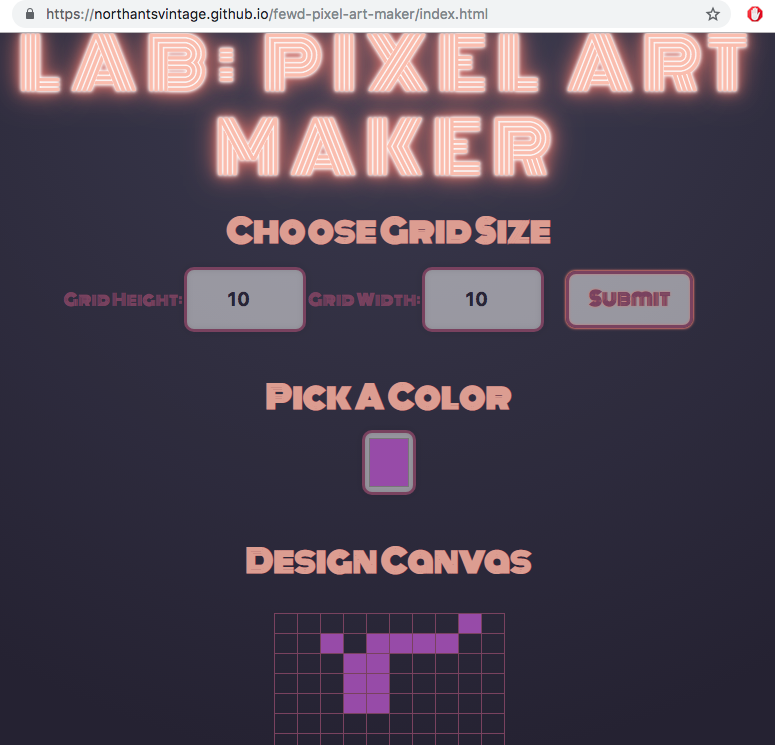 https://northantsvintage.github.io/fewd-pixel-art-maker/index.html
LAB: PIXEL ART
MAKER
Choose Grid Size
Grid Height: 10 Grid Width: 10 Submit
Pick A Color
Design Canvas